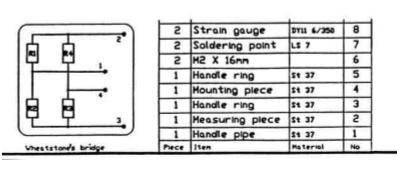 2
R1
R4
1
4
R2
R3
3
Wheatstone's bridge
2 Strain gauge DY11 6/350 8
2 Soldering point LS 7 7
2 M2 X 16mm 6
1 Handle ring St 37 5
1 Mounting piece St 37 4
1 Handle ring St 37 3
1 Measuring piece St 37 2
1 Handle pipe St 37 1
Piece Item Material No